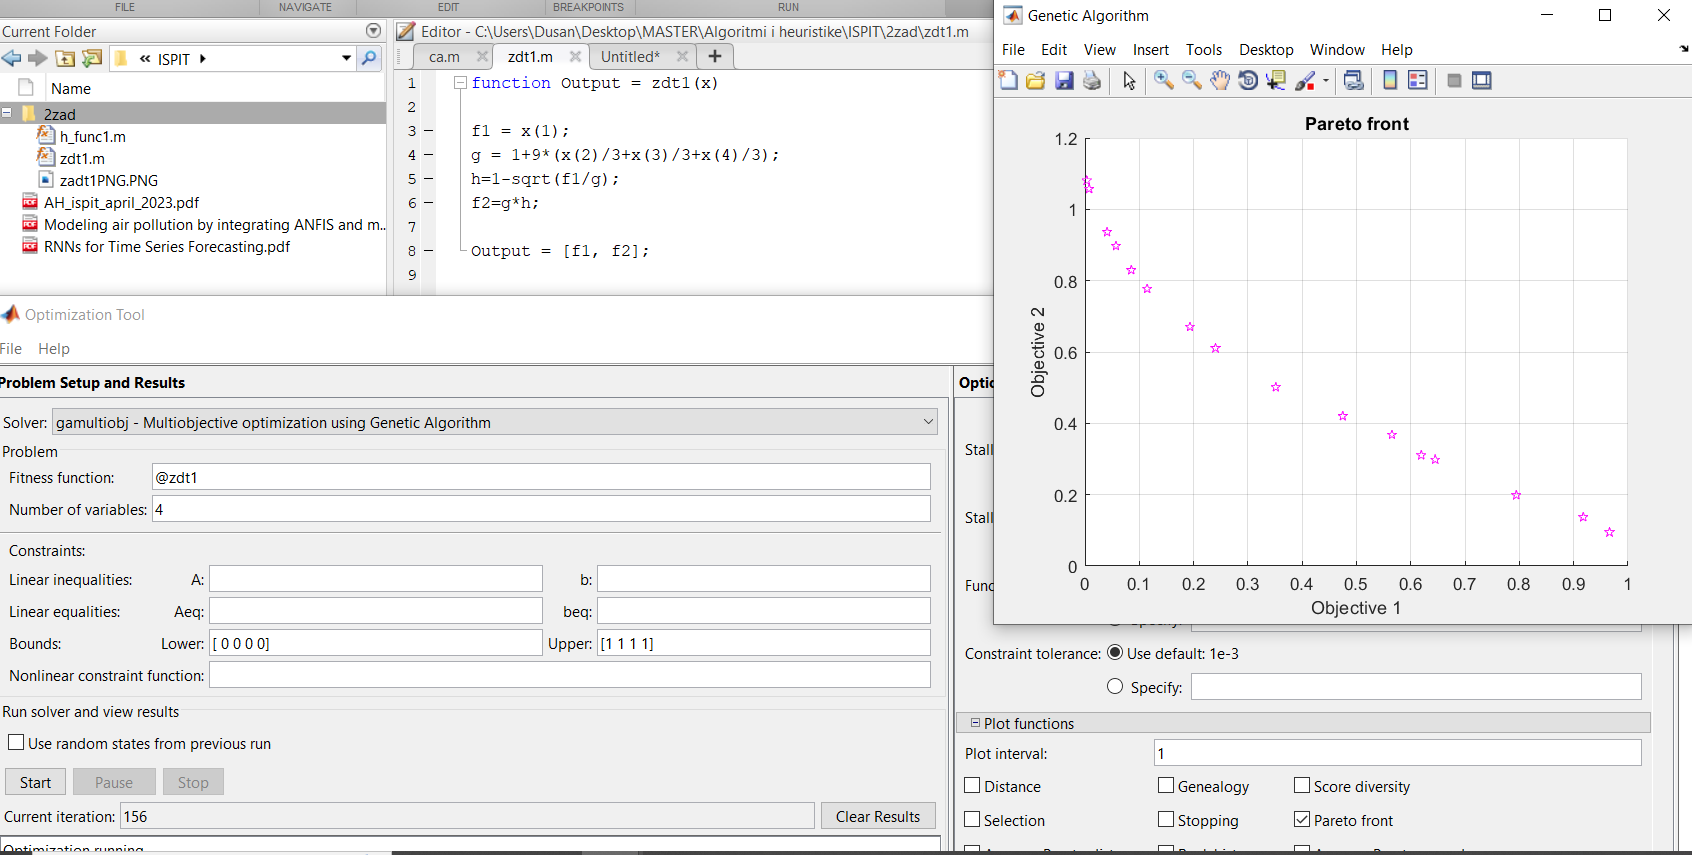 FILE NAVIGATE EDIT BREAKPOINTS RUN
Current Folder
« ISPIT
Name
2zad
h_func1.m
zdt1.m
zadt1PNG.PNG
AH_ispit_april_2023.pdf
Modeling air pollution by integrating ANFIS and m...
RNNs for Time Series Forecasting.pdf
Editor - C:\Users\Dusan\Desktop\MASTER\Algoritmi i heuristike\ISPIT\2zad\zdt1.m
ca.m zdt1.m Untitled* +
1 function Output = zdt1(x)
2
3 – f1 = x(1);
4 – g = 1+9*(x(2)/3+x(3)/3+x(4)/3);
5 – h=1-sqrt(f1/g);
6 – f2=g*h;
7
8 – Output = [f1, f2];
9
Genetic Algorithm
File Edit View Insert Tools Desktop Window Help
Pareto front
1.2
1
0.8
0.6
0.4
0.2
0
Objective 2
0 0.1 0.2 0.3 0.4 0.5 0.6 0.7 0.8 0.9 1
Objective 1
Optimization Tool
File Help
Problem Setup and Results
Solver: gamultiobj - Multiobjective optimization using Genetic Algorithm
Problem
Fitness function: @zdt1
Number of variables: 4
Constraints:
Linear inequalities: A: b:
Linear equalities: Aeq: beq:
Bounds: Lower: [ 0 0 0 0] Upper: [1 1 1 1]
Nonlinear constraint function:
Run solver and view results
Use random states from previous run
Start Pause Stop
Current iteration: 156 Clear Results
Optimization running
Optic
Stall
Stall
Func
Specify:
Constraint tolerance: Use default: 1e-3
Specify:
Plot functions
Plot interval: 1
Distance Genealogy Score diversity
Selection Stopping Pareto front